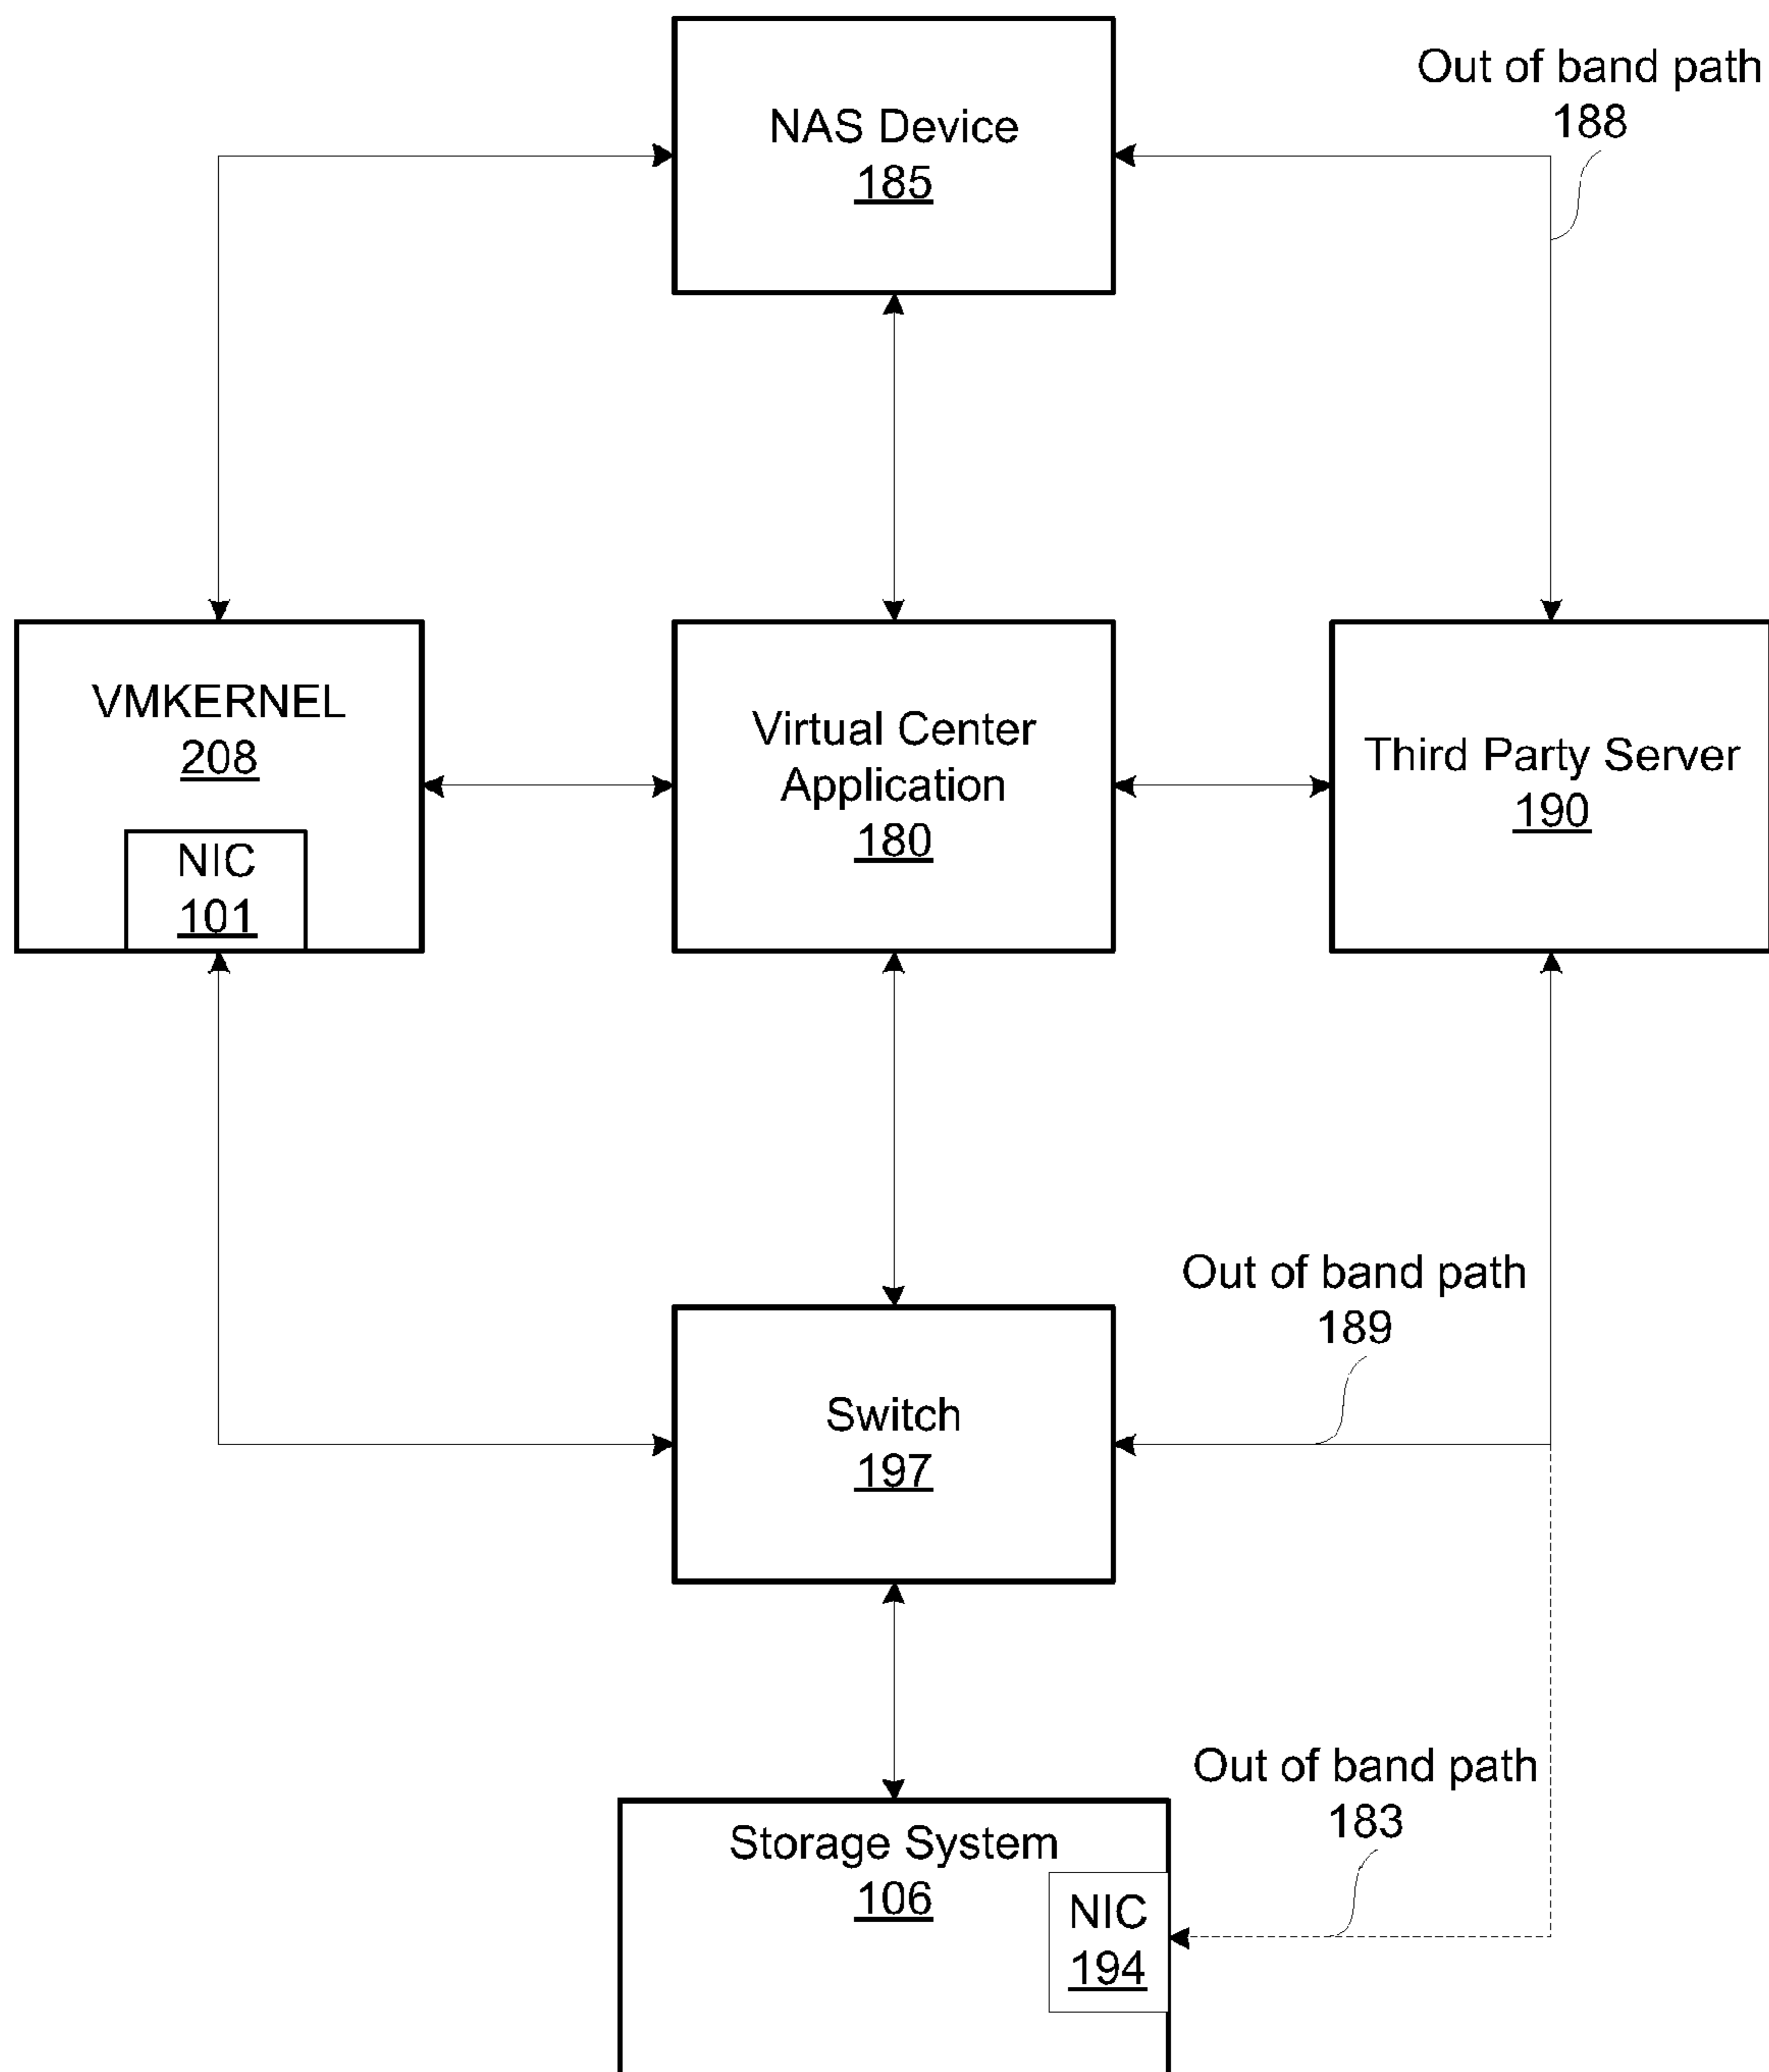 Out of band path
188
NAS Device
185
VMKERNEL
208
NIC
101
Virtual Center
Application
180
Third Party Server
190
Out of band path
189
Switch
197
Out of band path
183
Storage System
106
NIC
194